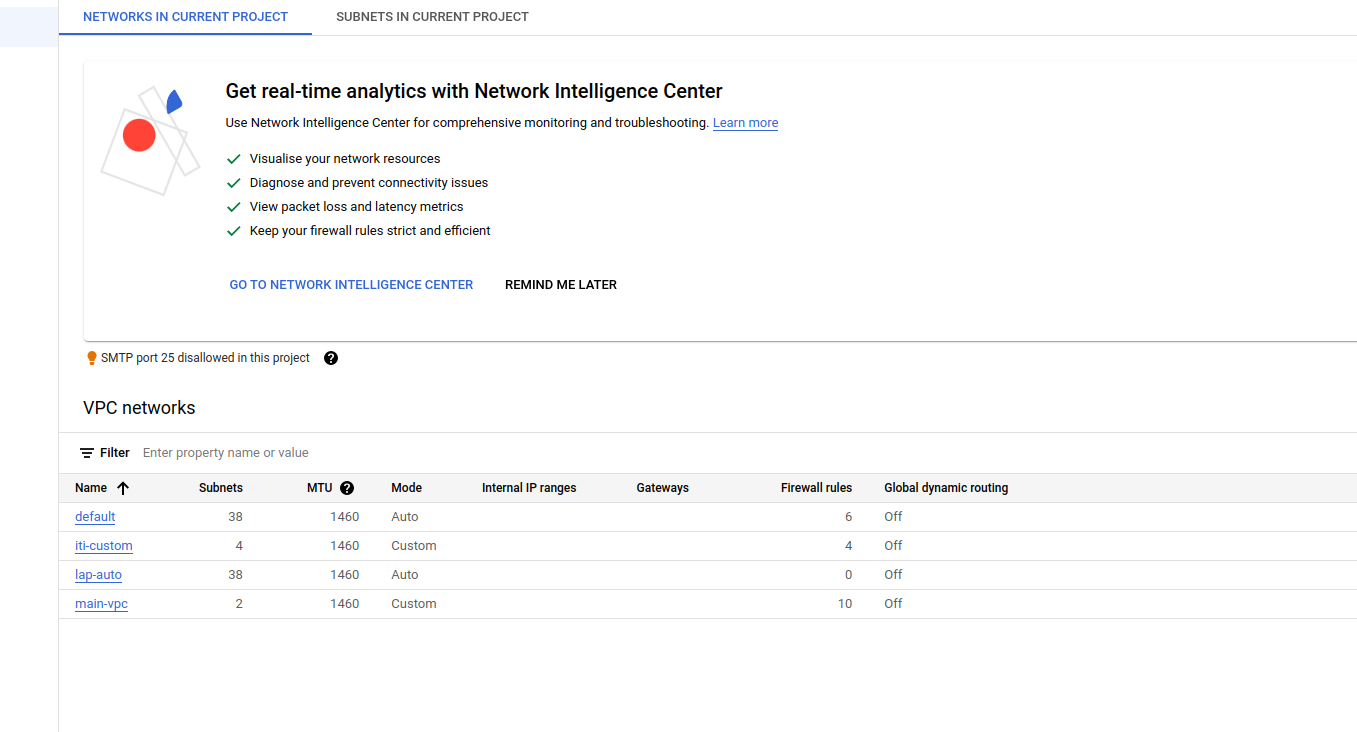 NETWORKS IN CURRENT PROJECT SUBNETS IN CURRENT PROJECT
Get real-time analytics with Network Intelligence Center
Use Network Intelligence Center for comprehensive monitoring and troubleshooting. Learn more
Visualise your network resources
Diagnose and prevent connectivity issues
View packet loss and latency metrics
Keep your firewall rules strict and efficient
GO TO NETWORK INTELLIGENCE CENTER REMIND ME LATER
SMTP port 25 disallowed in this project ?
VPC networks
Filter Enter property name or value
Name Subnets MTU ? Mode Internal IP ranges Gateways Firewall rules Global dynamic routing
default 38 1460 Auto 6 Off
iti-custom 4 1460 Custom 4 Off
lap-auto 38 1460 Auto 0 Off
main-vpc 2 1460 Custom 10 Off